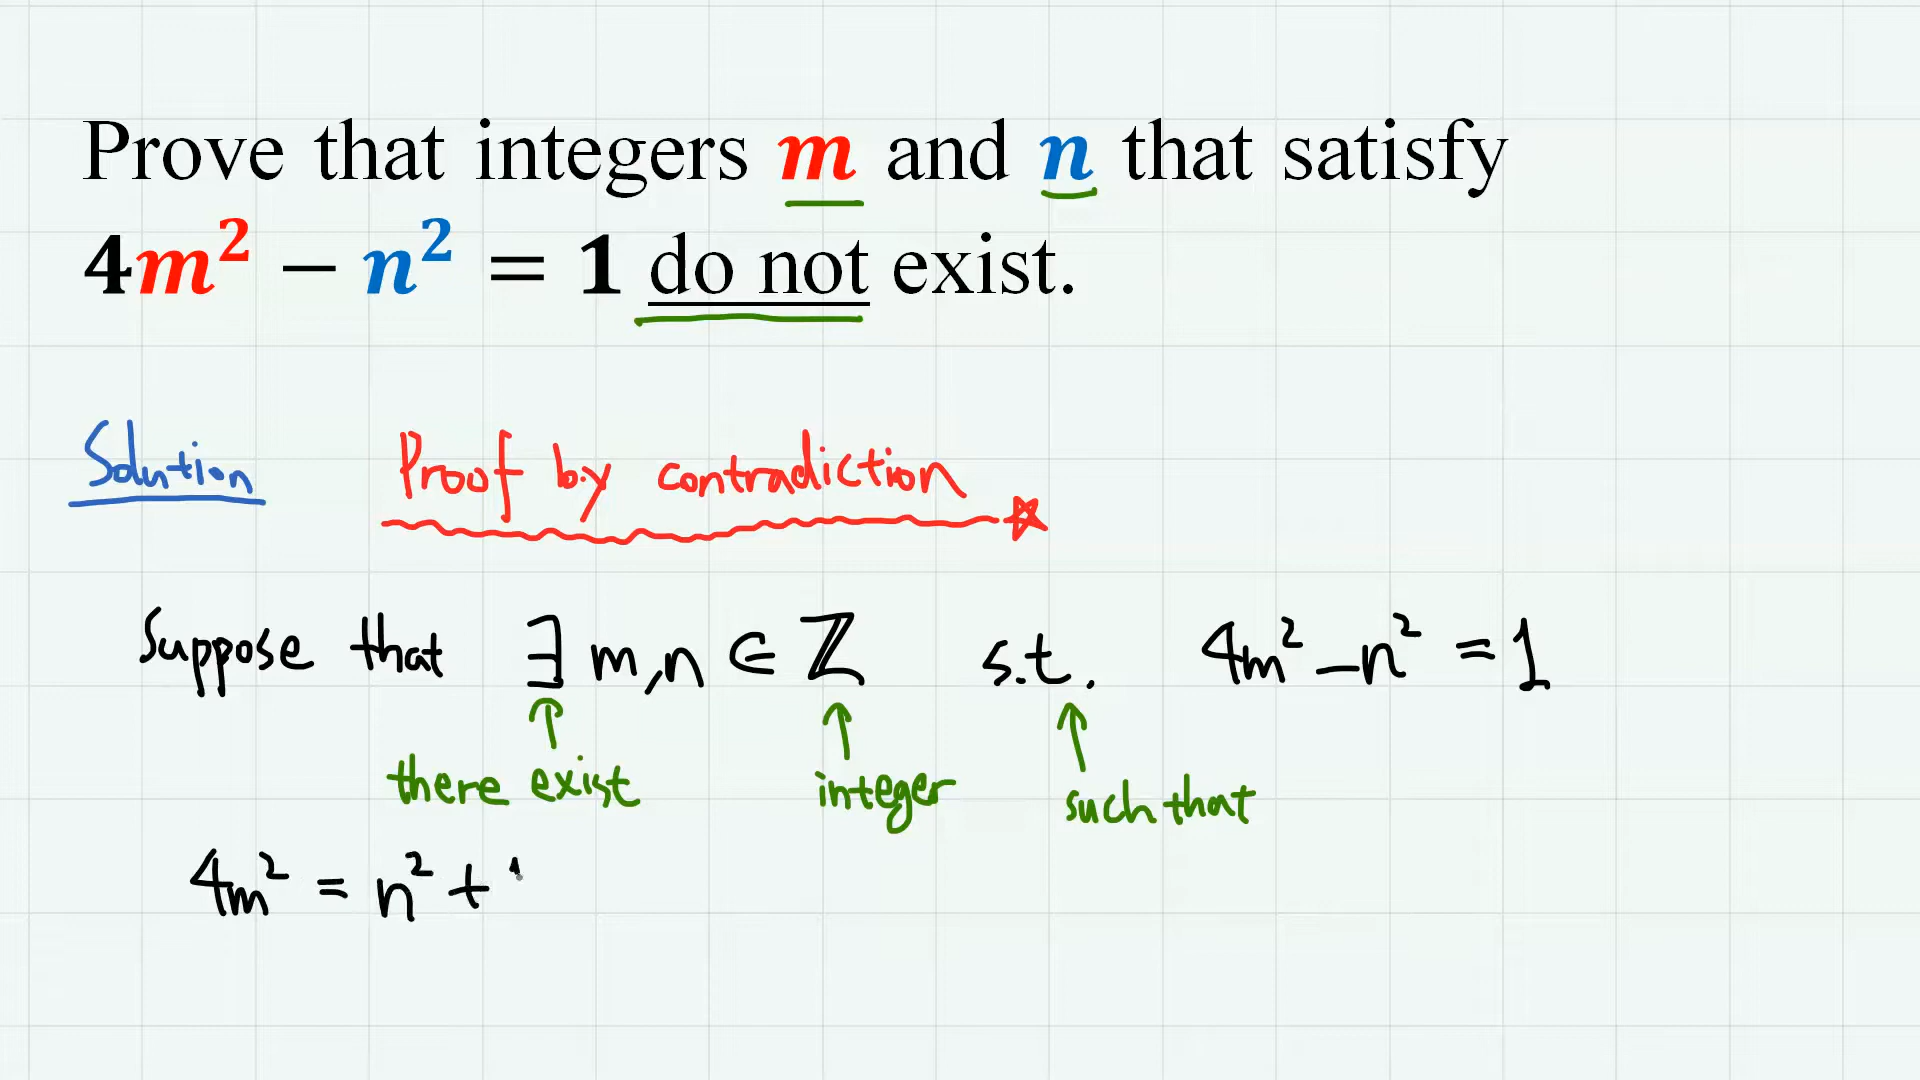 Prove that integers m and n that satisfy
4m² − n² = 1 do not exist.
Solution Proof by contradiction
Suppose that ∃ m,n ∈ ℤ s.t. 4m² − n² = 1
there exist integer such that
4m² = n² +